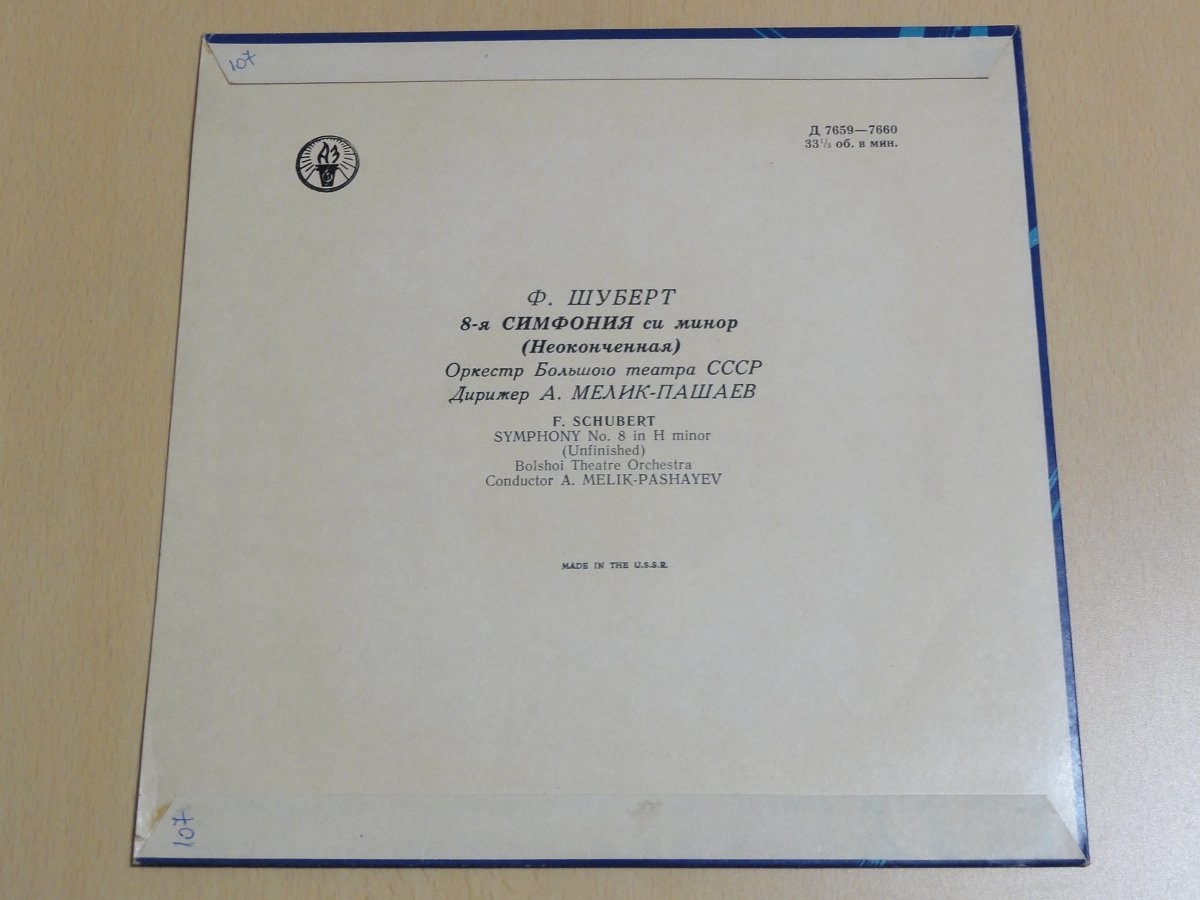 107
АЗ
Д 7659—7660
33⅓ об. в мин.
Ф. ШУБЕРТ
8-я СИМФОНИЯ си минор
(Неоконченная)
Оркестр Большого театра СССР
Дирижер А. МЕЛИК-ПАШАЕВ
F. SCHUBERT
SYMPHONY No. 8 in H minor
(Unfinished)
Bolshoi Theatre Orchestra
Conductor A. MELIK-PASHAYEV
MADE IN THE U.S.S.R.
107